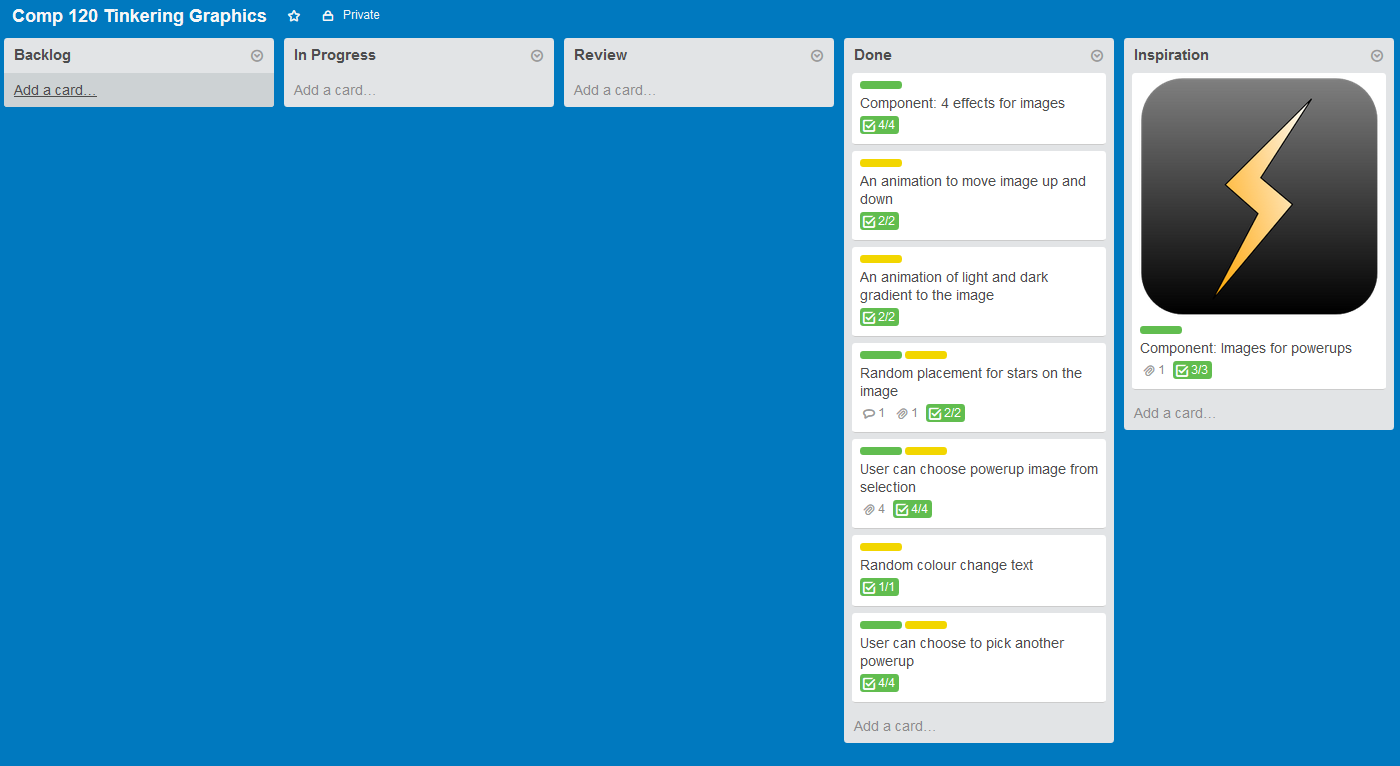 Comp 120 Tinkering Graphics
Private
Backlog
Add a card…
In Progress
Add a card…
Review
Add a card…
Done
Component: 4 effects for images
4/4
An animation to move image up and
down
2/2
An animation of light and dark
gradient to the image
2/2
Random placement for stars on the
image
1 1 2/2
User can choose powerup image from
selection
4 4/4
Random colour change text
1/1
User can choose to pick another
powerup
4/4
Add a card…
Inspiration
Component: Images for powerups
1 3/3
Add a card…